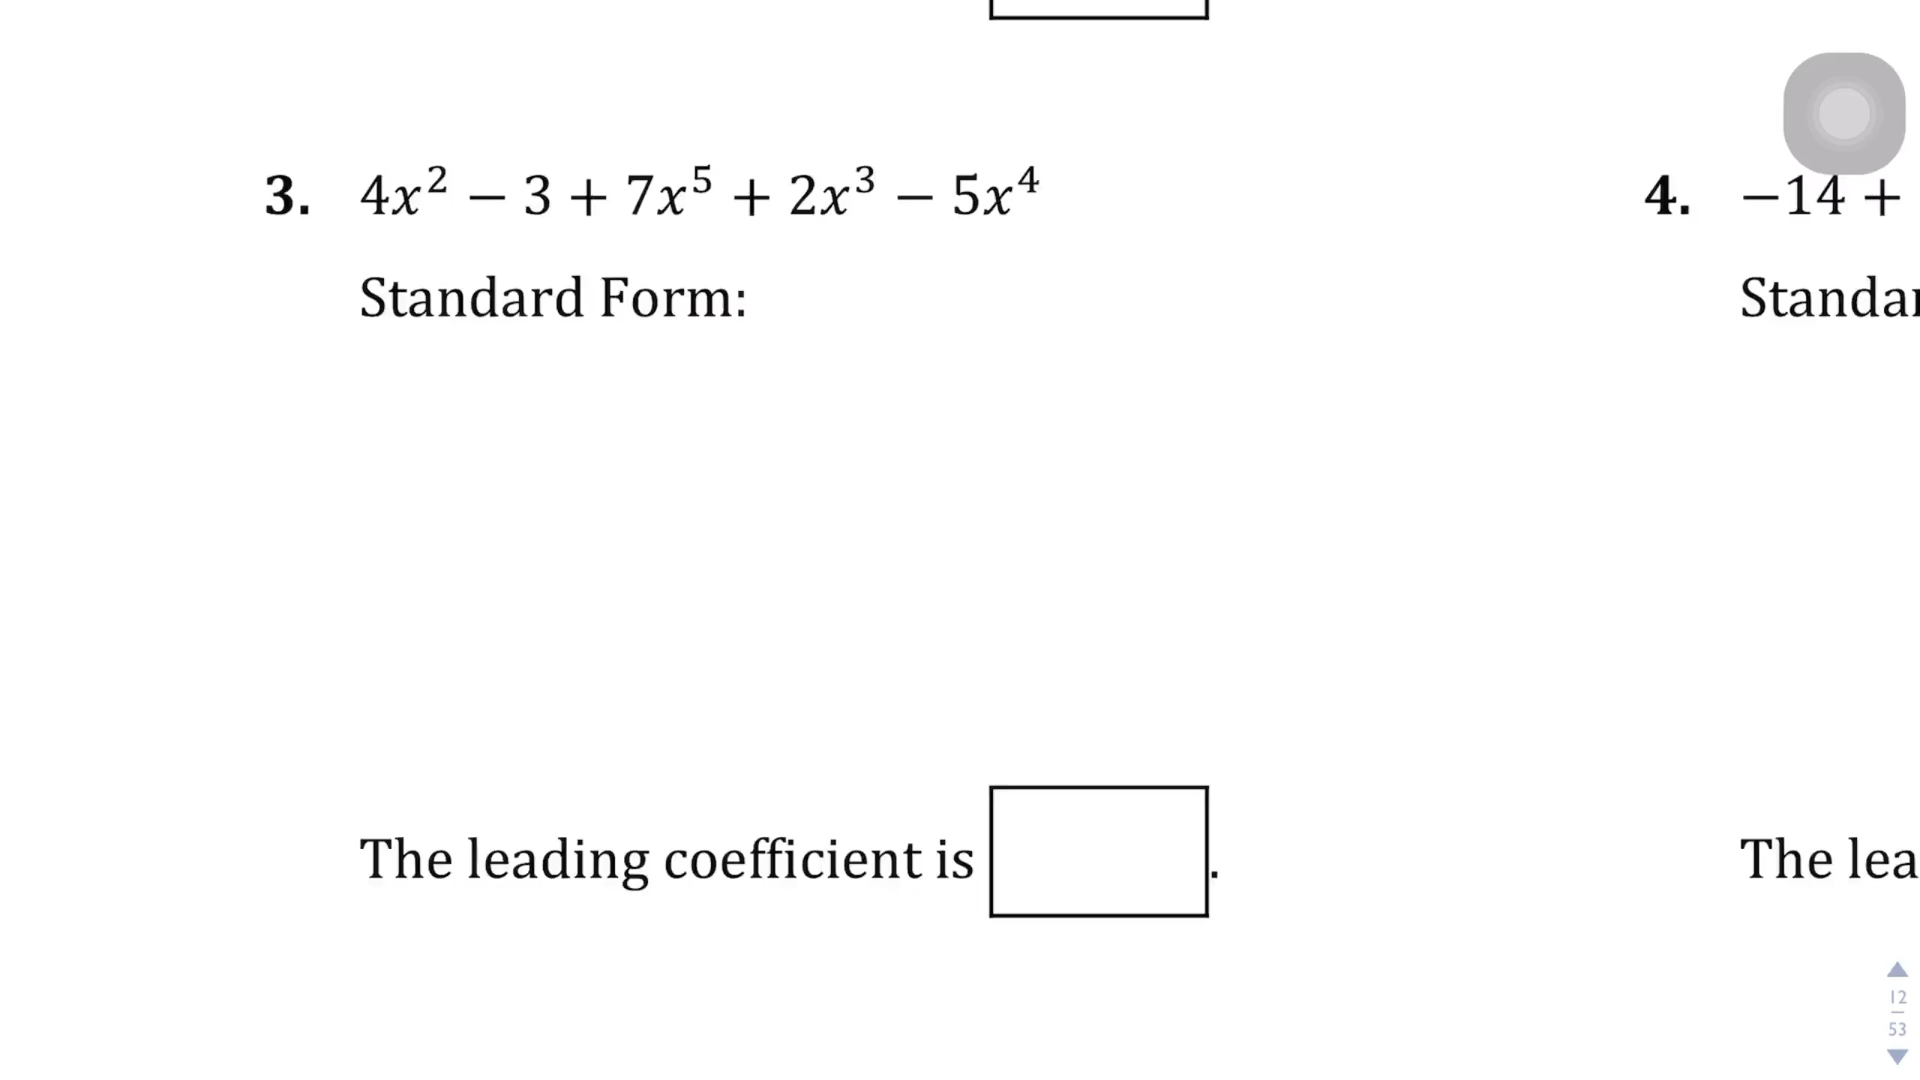 3. 4x² − 3 + 7x⁵ + 2x³ − 5x⁴
Standard Form:
The leading coefficient is .
4. −14 +
Standar
The lea
12
53